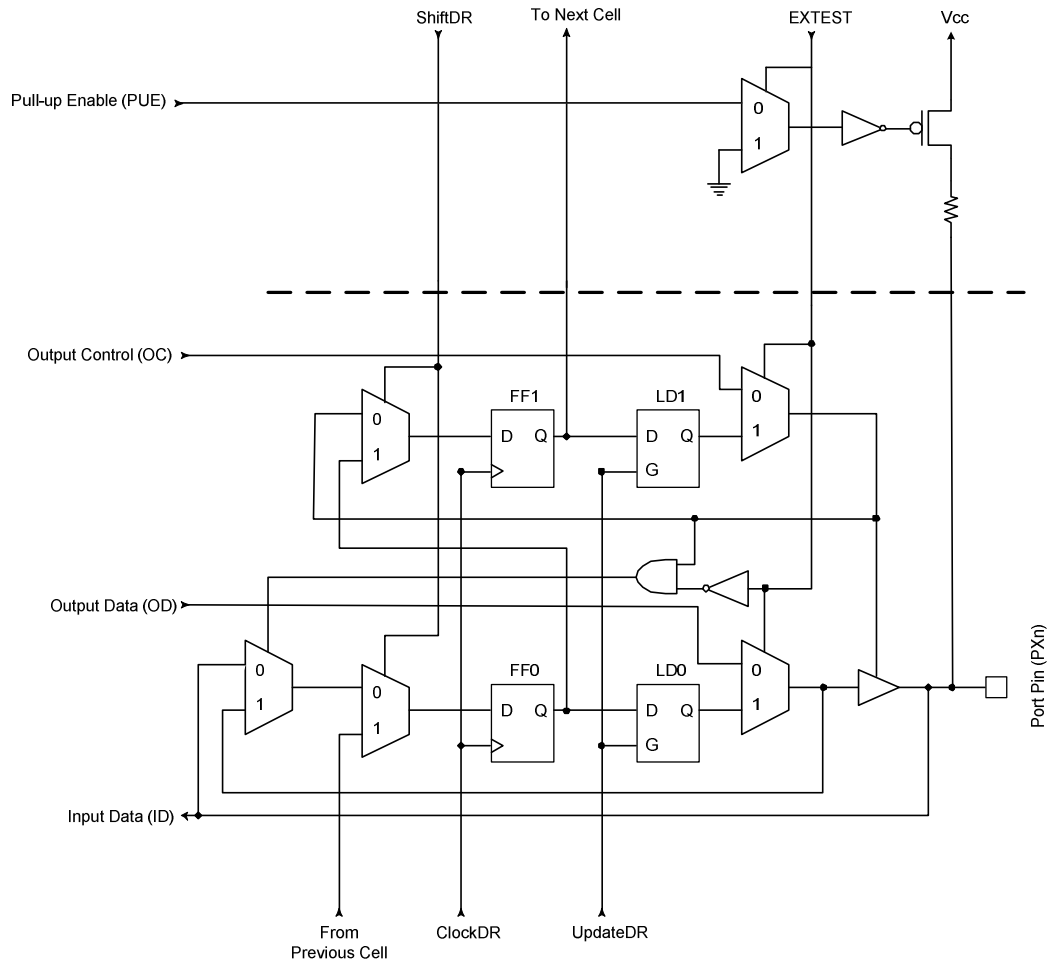 ShiftDR
To Next Cell
EXTEST
Vcc
Pull-up Enable (PUE)
0
1
Output Control (OC)
FF1
LD1
0
0
D Q
D Q
1
1
G
Output Data (OD)
FF0
LD0
0
0
0
D Q
D Q
1
1
1
G
Port Pin (PXn)
Input Data (ID)
From
Previous Cell
ClockDR
UpdateDR